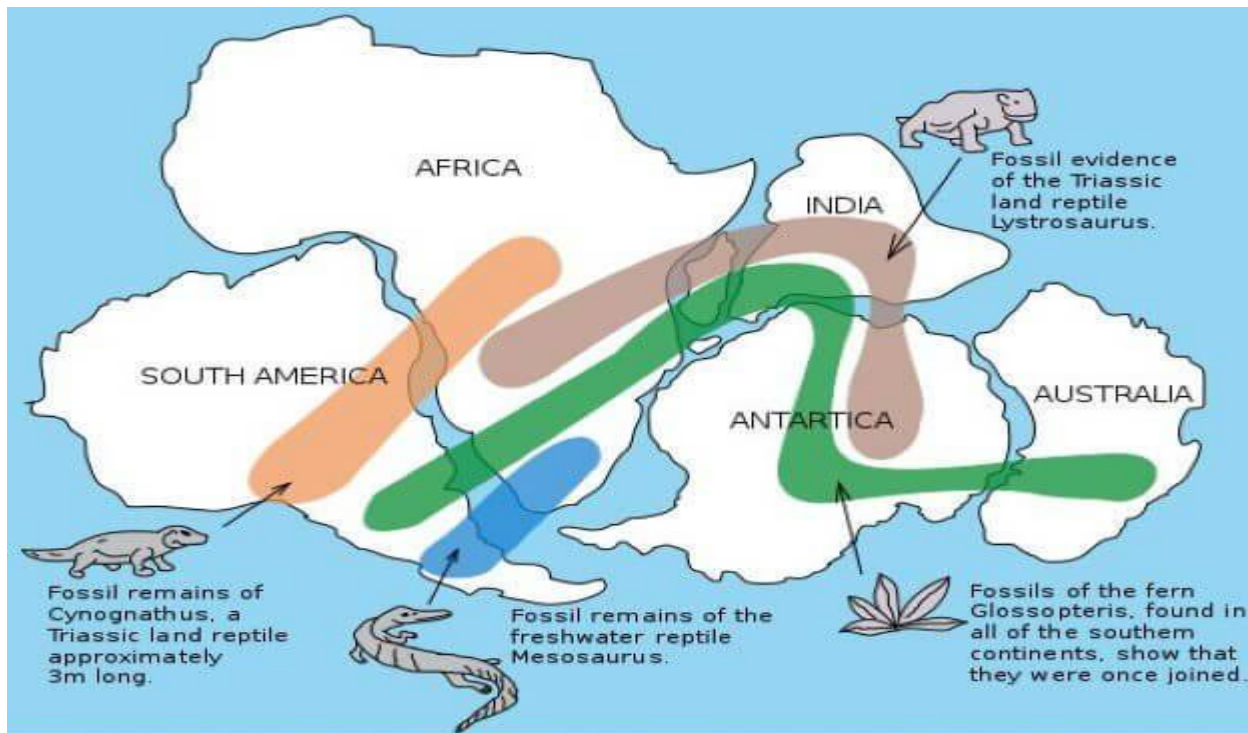 AFRICA
INDIA
Fossil evidence
of the Triassic
land reptile
Lystrosaurus.
SOUTH AMERICA
ANTARTICA
AUSTRALIA
Fossil remains of
Cynognathus, a
Triassic land reptile
approximately
3m long.
Fossil remains of the
freshwater reptile
Mesosaurus.
Fossils of the fern
Glossopteris, found in
all of the southern
continents, show that
they were once joined.